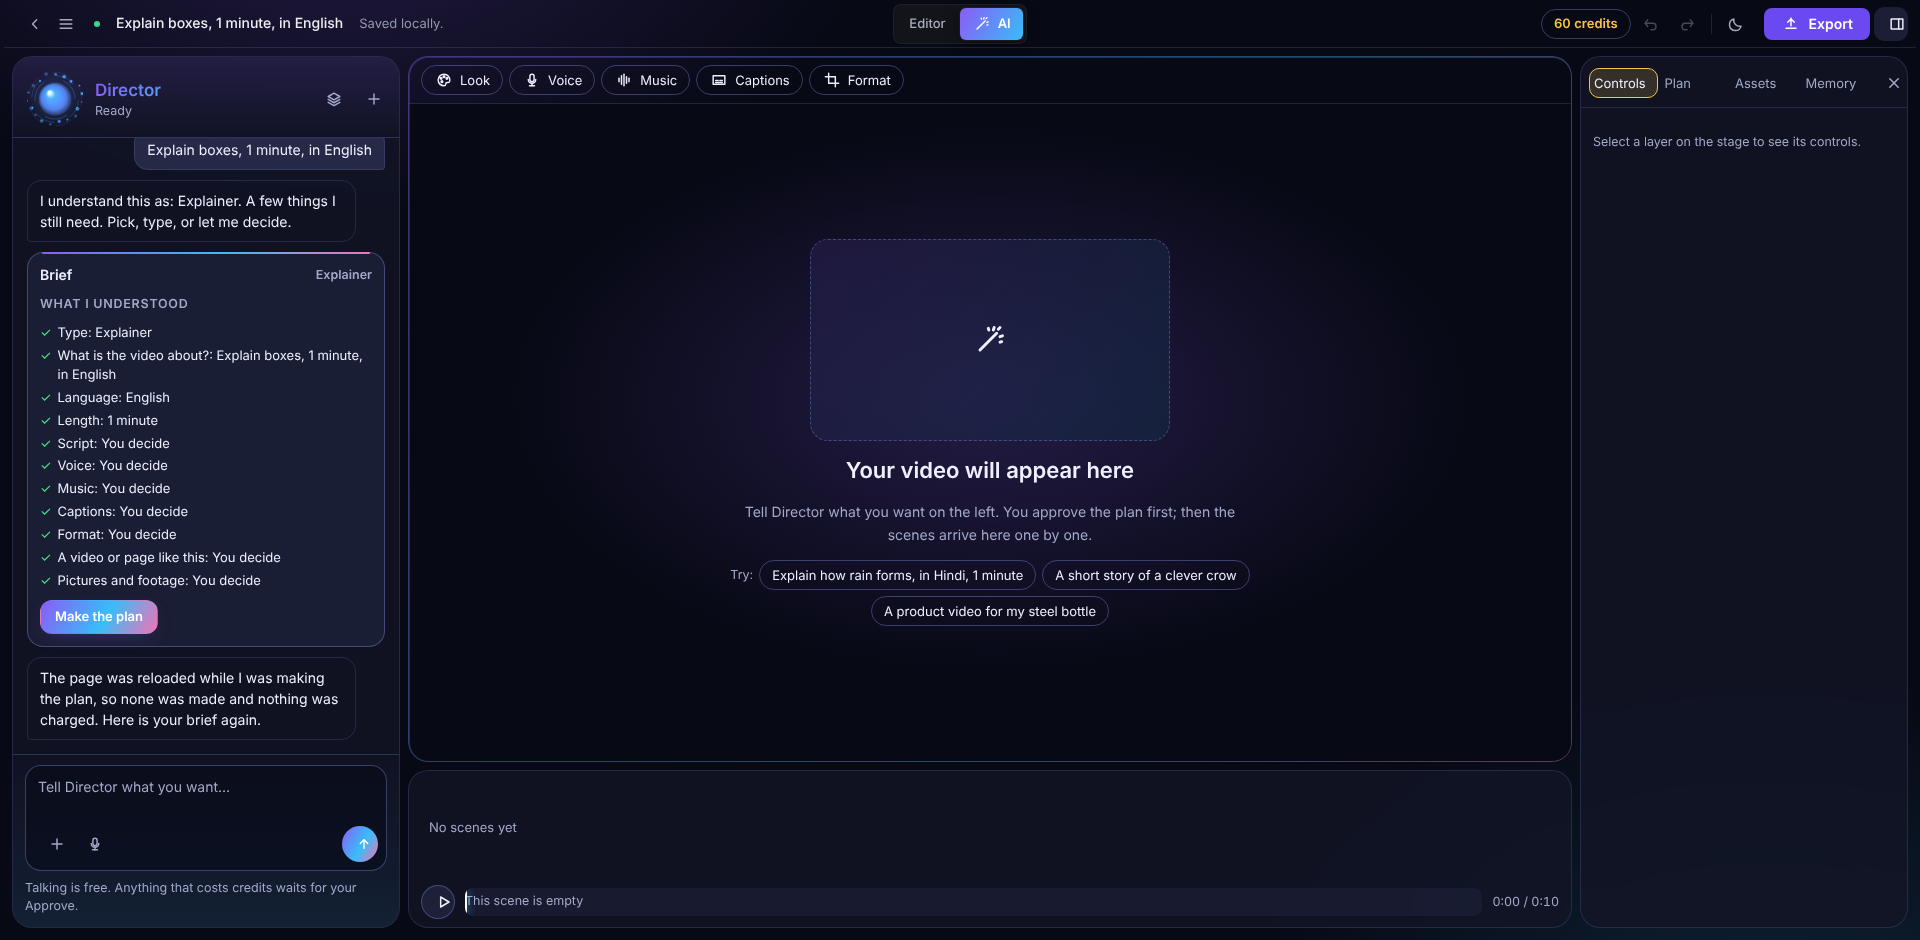 Explain boxes, 1 minute, in English
Saved locally.
Editor
AI
60 credits
Export
Director
Ready
Explain boxes, 1 minute, in English
I understand this as: Explainer. A few things I
still need. Pick, type, or let me decide.
Brief
Explainer
WHAT I UNDERSTOOD
Type: Explainer
What is the video about?: Explain boxes, 1 minute,
in English
Language: English
Length: 1 minute
Script: You decide
Voice: You decide
Music: You decide
Captions: You decide
Format: You decide
A video or page like this: You decide
Pictures and footage: You decide
Make the plan
The page was reloaded while I was making
the plan, so none was made and nothing was
charged. Here is your brief again.
Tell Director what you want...
Talking is free. Anything that costs credits waits for your
Approve.
Look
Voice
Music
Captions
Format
Your video will appear here
Tell Director what you want on the left. You approve the plan first; then the
scenes arrive here one by one.
Try:
Explain how rain forms, in Hindi, 1 minute
A short story of a clever crow
A product video for my steel bottle
No scenes yet
This scene is empty
0:00 / 0:10
Controls
Plan
Assets
Memory
Select a layer on the stage to see its controls.